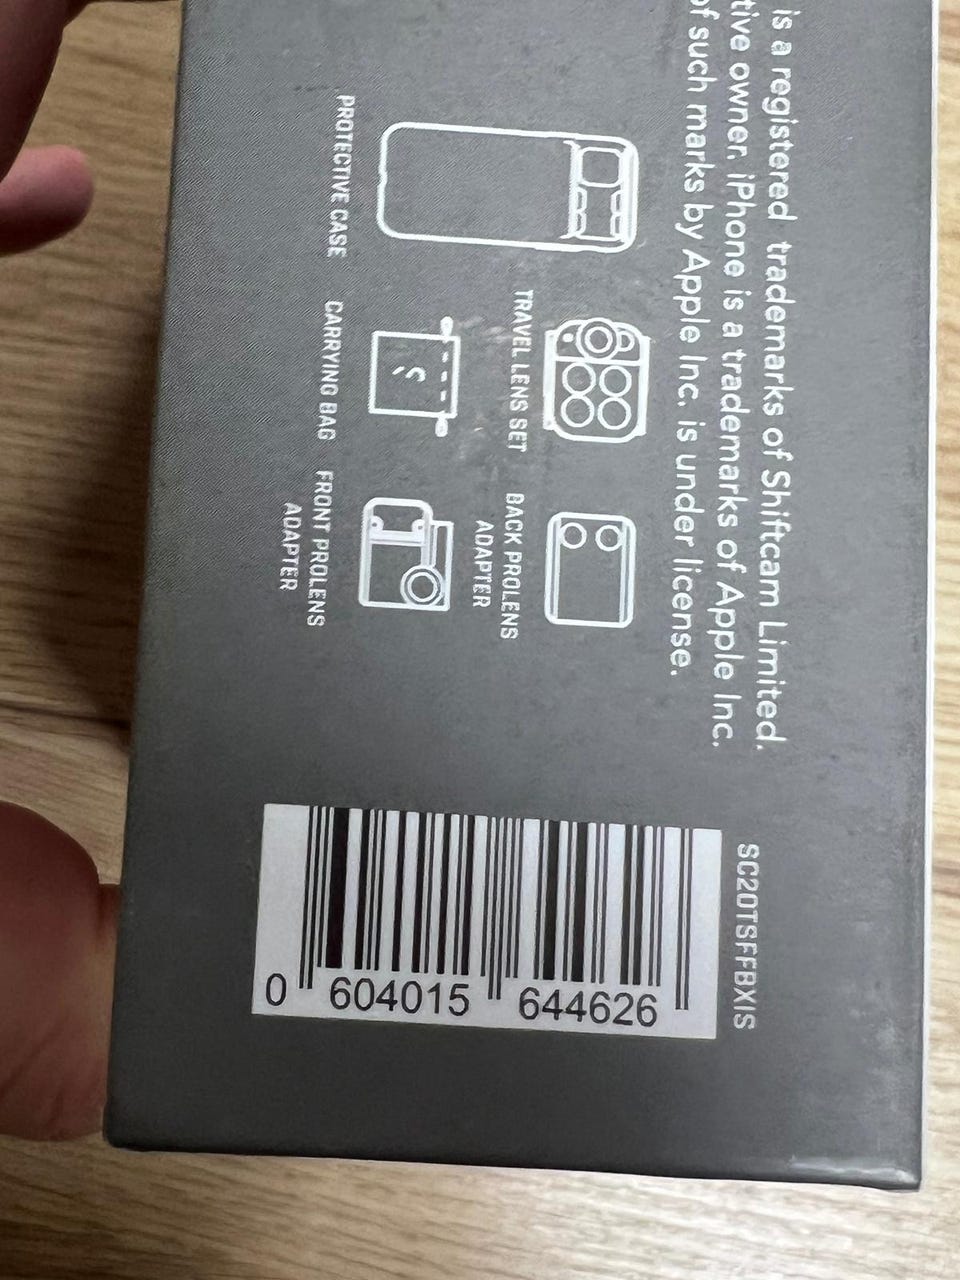 is a registered trademarks of Shiftcam Limited.
tive owner. iPhone is a trademarks of Apple Inc.
of such marks by Apple Inc. is under license.
TRAVEL LENS SET
BACK PROLENS
ADAPTER
PROTECTIVE CASE
CARRYING BAG
FRONT PROLENS
ADAPTER
SC20TSFFBXIS
0 604015 644626